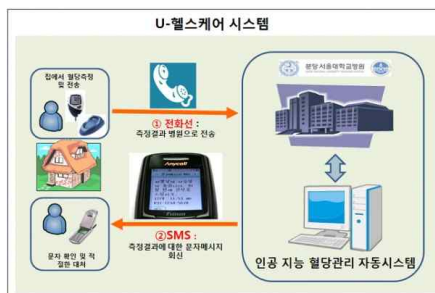 U-헬스케어 시스템
집에서 혈당측정
및 전송
① 전화선 :
측정결과 병원으로 전송
분당서울대학교병원
Anycall
②SMS :
측정결과에 대한 문자메시지
회신
문자 확인 및 적
절한 대처
인공 지능 혈당관리 자동시스템